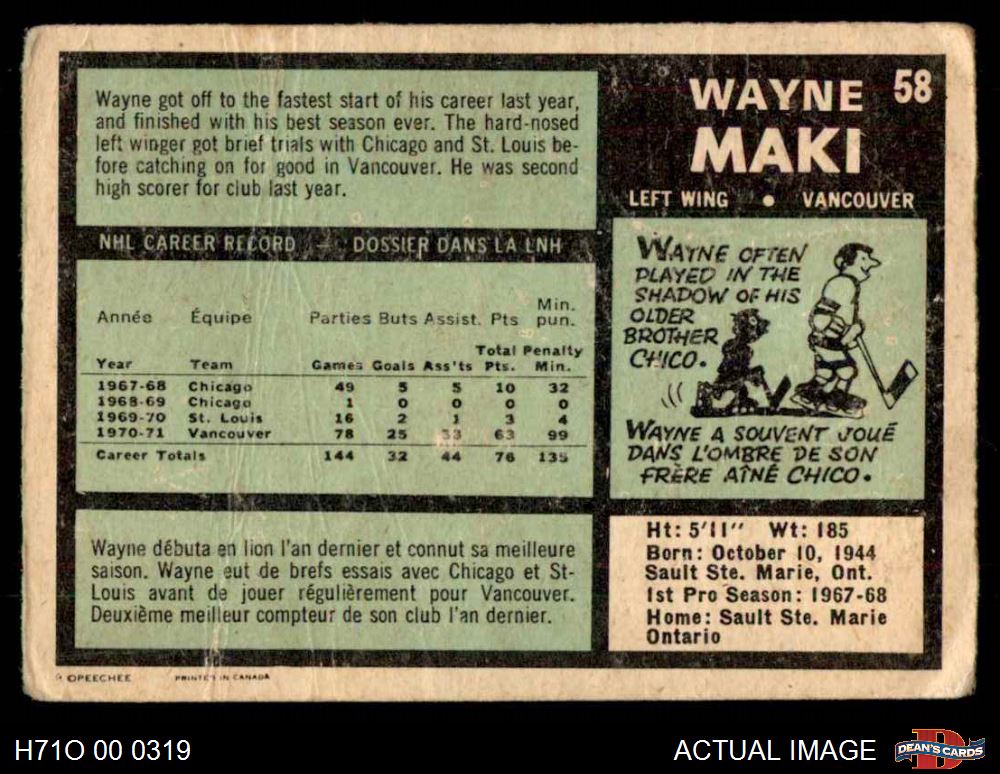 Wayne got off to the fastest start of his career last year,
and finished with his best season ever. The hard-nosed
left winger got brief trials with Chicago and St. Louis be-
fore catching on for good in Vancouver. He was second
high scorer for club last year.
WAYNE 58
MAKI
LEFT WING • VANCOUVER
NHL CAREER RECORD — DOSSIER DANS LA LNH
Année Équipe Parties Buts Assist. Pts Min. pun.
Year Team Games Goals Ass'ts Total Pts. Penalty Min.
1967-68 Chicago 49 5 5 10 32
1968-69 Chicago 1 0 0 0 0
1969-70 St. Louis 16 2 1 3 4
1970-71 Vancouver 78 25 33 63 99
Career Totals 144 32 44 76 135
WAYNE OFTEN
PLAYED IN THE
SHADOW OF HIS
OLDER
BROTHER
CHICO.
WAYNE A SOUVENT JOUÉ
DANS L'OMBRE DE SON
FRÈRE AÎNÉ CHICO.
Wayne débuta en lion l'an dernier et connut sa meilleure
saison. Wayne eut de brefs essais avec Chicago et St-
Louis avant de jouer régulièrement pour Vancouver.
Deuxième meilleur compteur de son club l'an dernier.
Ht: 5'11" Wt: 185
Born: October 10, 1944
Sault Ste. Marie, Ont.
1st Pro Season: 1967-68
Home: Sault Ste. Marie
Ontario
OPEECHEE PRINTED IN CANADA
H71O 00 0319
ACTUAL IMAGE
D
DEAN'S CARDS